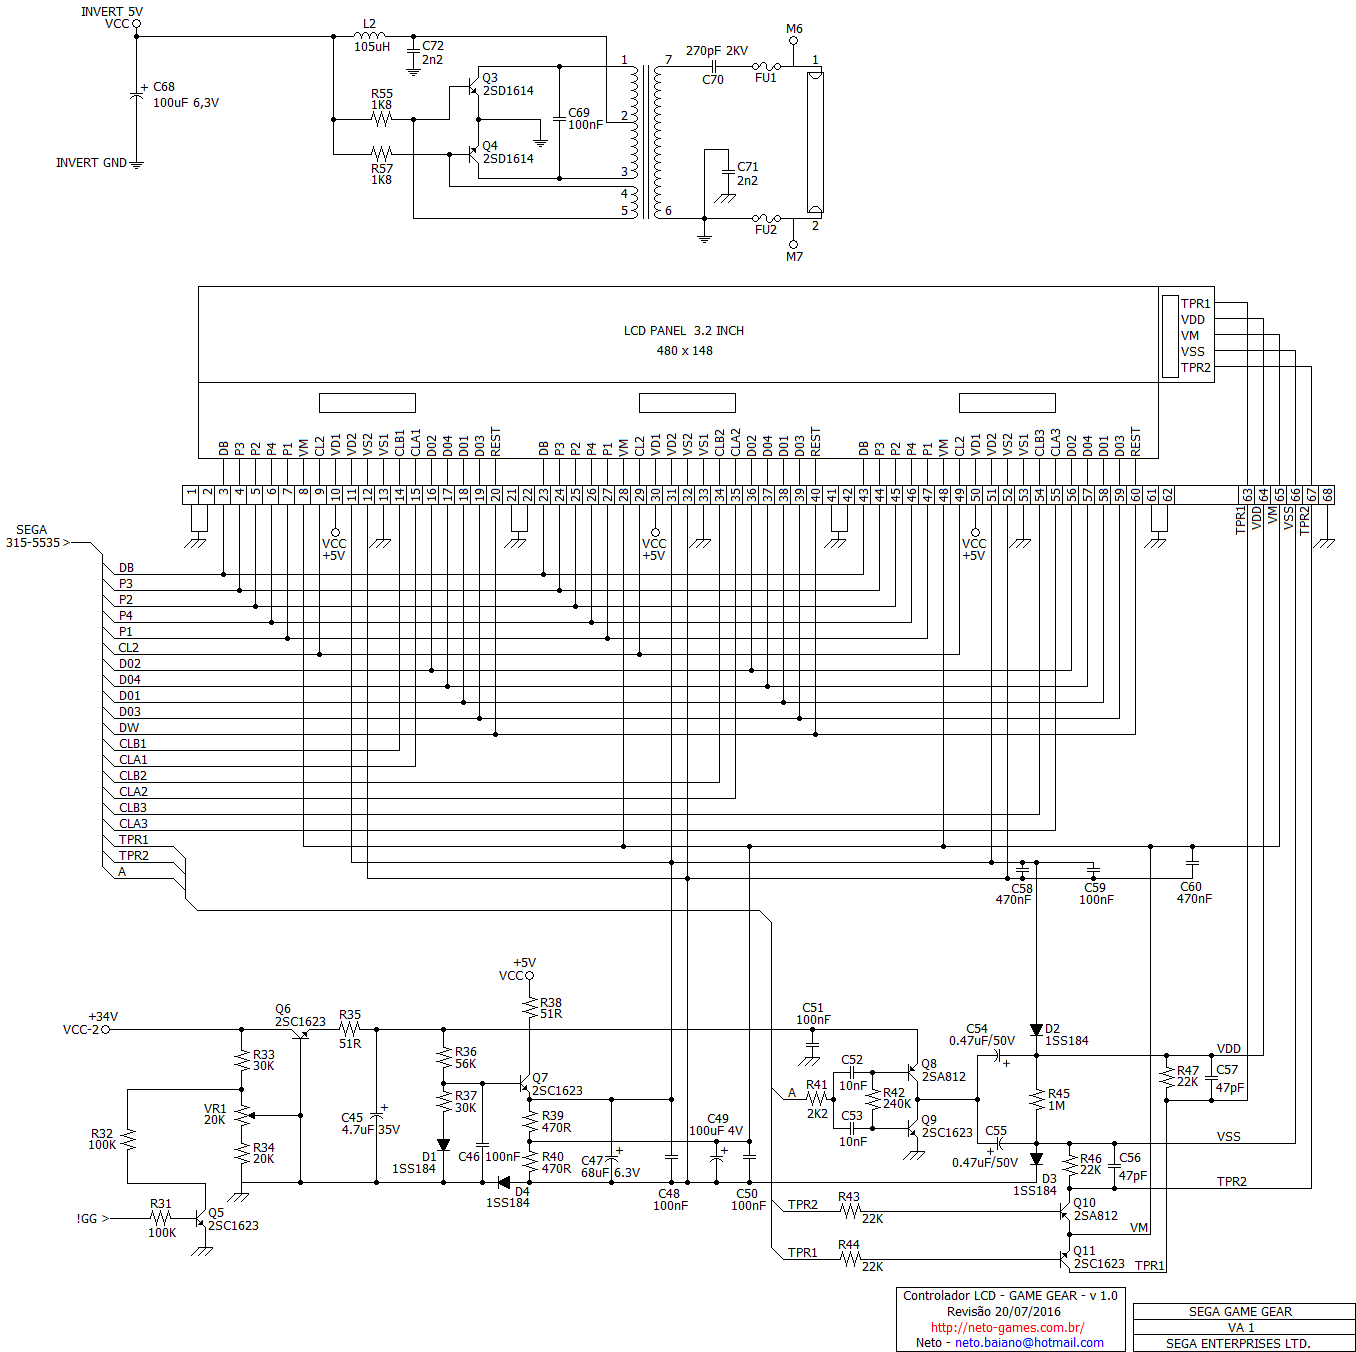 INVERT 5V
VCC
C68
100uF 6,3V
INVERT GND
L2
105uH
C72
2n2
R55
1K8
R57
1K8
Q3
2SD1614
Q4
2SD1614
C69
100nF
1
2
3
4
5
7
6
270pF 2KV
C70
FU1
M6
1
C71
2n2
FU2
2
M7
LCD PANEL 3.2 INCH
480 x 148
TPR1
VDD
VM
VSS
TPR2
DB P3 P2 P4 P1 VM CL2 VD1 VD2 VS2 VS1 CLB1 CLA1 D02 D04 D01 D03 REST
DB P3 P2 P4 P1 VM CL2 VD1 VD2 VS2 VS1 CLB2 CLA2 D02 D04 D01 D03 REST
DB P3 P2 P4 P1 VM CL2 VD1 VD2 VS2 VS1 CLB3 CLA3 D02 D04 D01 D03 REST
1 2 3 4 5 6 7 8 9 10 11 12 13 14 15 16 17 18 19 20 21 22 23 24 25 26 27 28 29 30 31 32 33 34 35 36 37 38 39 40 41 42 43 44 45 46 47 48 49 50 51 52 53 54 55 56 57 58 59 60 61 62 63 64 65 66 67 68
TPR1 VDD VM VSS TPR2
VCC
+5V
VCC
+5V
VCC
+5V
SEGA
315-5535 >
DB
P3
P2
P4
P1
CL2
D02
D04
D01
D03
DW
CLB1
CLA1
CLB2
CLA2
CLB3
CLA3
TPR1
TPR2
A
C58
470nF
C59
100nF
C60
470nF
+34V
VCC-2
Q6
2SC1623
R35
51R
R33
30K
VR1
20K
R34
20K
R32
100K
R31
100K
!GG >
Q5
2SC1623
C45
4.7uF 35V
R36
56K
R37
30K
D1
1SS184
C46 100nF
+5V
VCC
R38
51R
Q7
2SC1623
R39
470R
R40
470R
D4
1SS184
C47
68uF 6.3V
C48
100nF
C49
100uF 4V
C50
100nF
C51
100nF
A
R41
2K2
C52
10nF
C53
10nF
R42
240K
Q8
2SA812
Q9
2SC1623
C54
0.47uF/50V
C55
0.47uF/50V
D2
1SS184
R45
1M
D3
1SS184
R46
22K
C56
47pF
R47
22K
C57
47pF
VDD
VSS
TPR2
TPR2
R43
22K
Q10
2SA812
VM
TPR1
R44
22K
Q11
2SC1623
TPR1
Controlador LCD - GAME GEAR - v 1.0
Revisão 20/07/2016
http://neto-games.com.br/
Neto - neto.baiano@hotmail.com
SEGA GAME GEAR
VA 1
SEGA ENTERPRISES LTD.